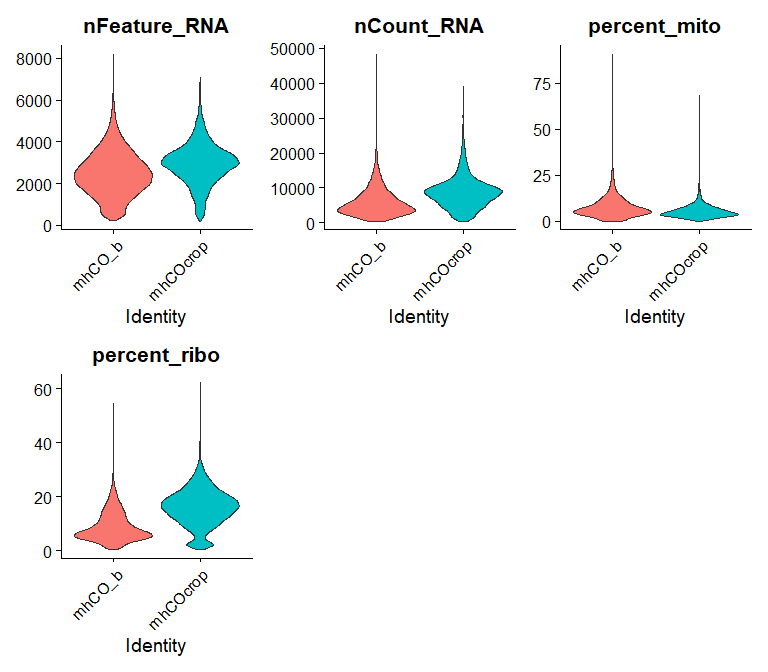 nFeature_RNA
8000
6000
4000
2000
0
mhCO_b
mhCOcrop
Identity
nCount_RNA
50000
40000
30000
20000
10000
0
mhCO_b
mhCOcrop
Identity
percent_mito
75
50
25
0
mhCO_b
mhCOcrop
Identity
percent_ribo
60
40
20
0
mhCO_b
mhCOcrop
Identity